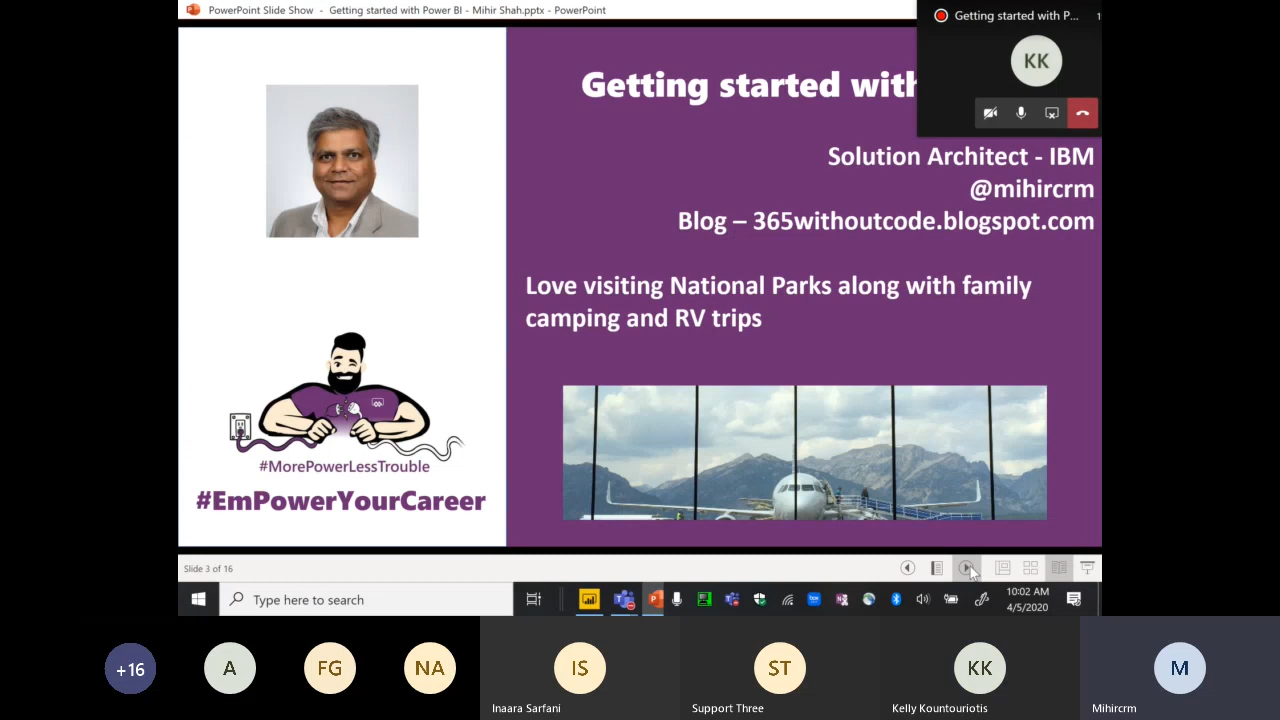 PowerPoint Slide Show - Getting started with Power BI - Mihir Shah.pptx - PowerPoint
Getting started with P...
KK
Getting started with
Solution Architect - IBM
@mihircrm
Blog – 365withoutcode.blogspot.com
Love visiting National Parks along with family
camping and RV trips
#MorePowerLessTrouble
#EmPowerYourCareer
Slide 3 of 16
Type here to search
10:02 AM
4/5/2020
+16
A
FG
NA
IS
Inaara Sarfani
ST
Support Three
KK
Kelly Kountouriotis
M
Mihircrm